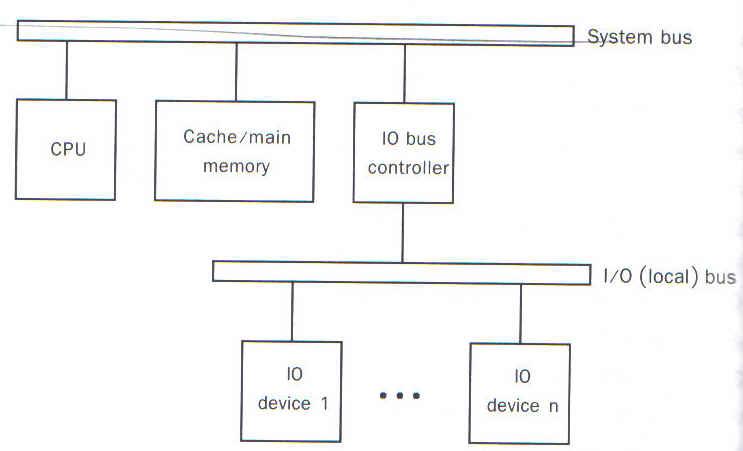 System bus
CPU
Cache/main
memory
IO bus
controller
I/O (local) bus
IO
device 1
IO
device n